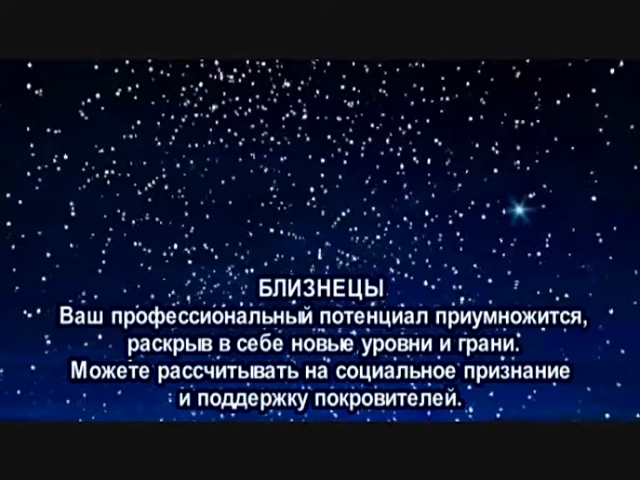 БЛИЗНЕЦЫ
Ваш профессиональный потенциал приумножится,
раскрыв в себе новые уровни и грани.
Можете рассчитывать на социальное признание
и поддержку покровителей.